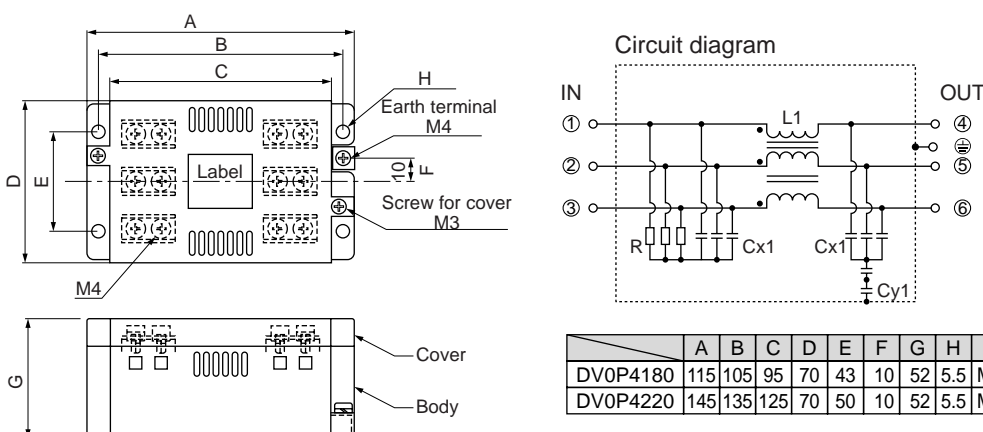 A
B
C
H
Earth terminal
M4
D
E
Label
10
F
Screw for cover
M3
M4
G
Cover
Body
Circuit diagram
IN
OUT
L1
① ④
② ⑤
③ ⑥
R
Cx1
Cx1
Cy1
A B C D E F G H
DV0P4180 115 105 95 70 43 10 52 5.5
DV0P4220 145 135 125 70 50 10 52 5.5